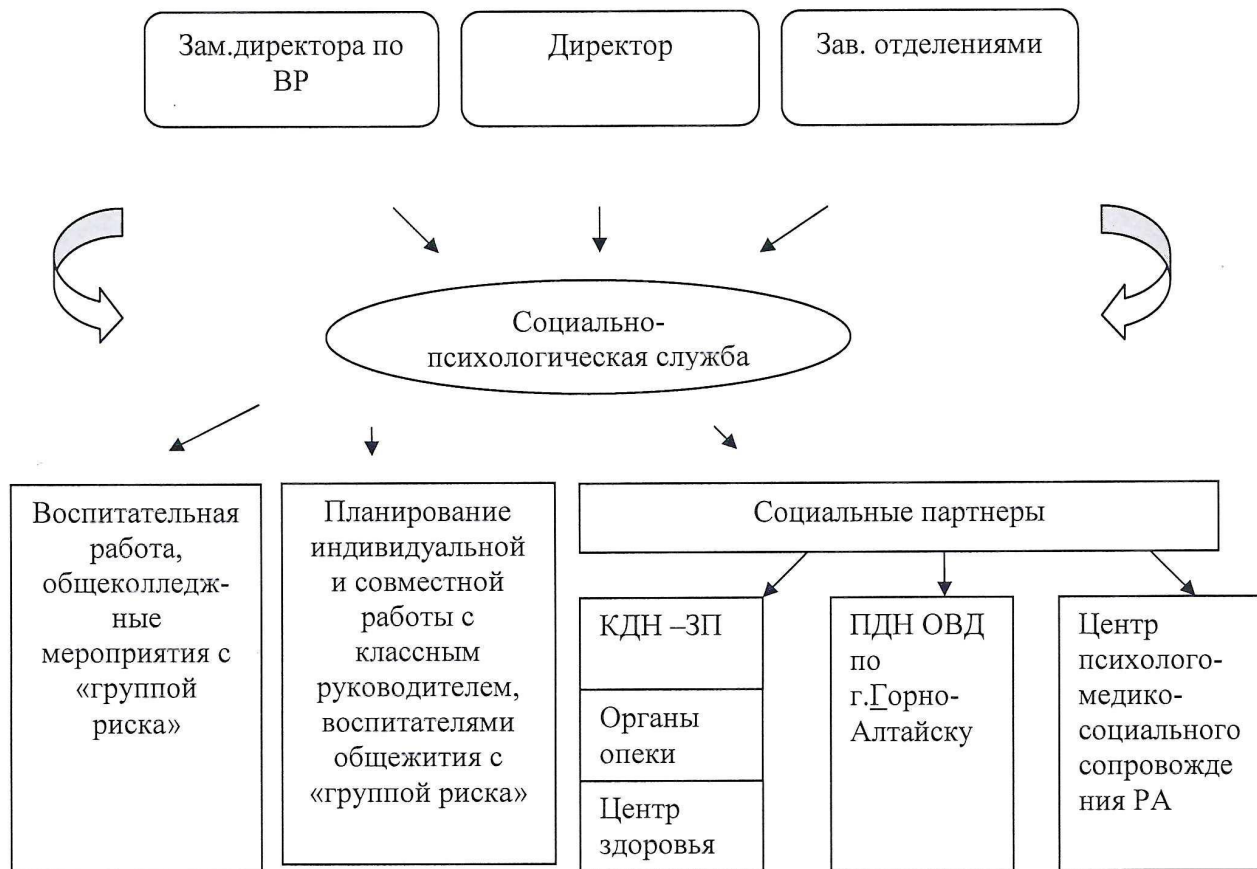 Зам.директора по
ВР
Директор
Зав. отделениями
Социально-
психологическая служба
Воспитательная
работа,
общеколледж-
ные
мероприятия с
«группой
риска»
Планирование
индивидуальной
и совместной
работы с
классным
руководителем,
воспитателями
общежития с
«группой риска»
Социальные партнеры
КДН –ЗП
Органы
опеки
Центр
здоровья
ПДН ОВД
по
г.Горно-
Алтайску
Центр
психолого-
медико-
социального
сопровожде
ния РА